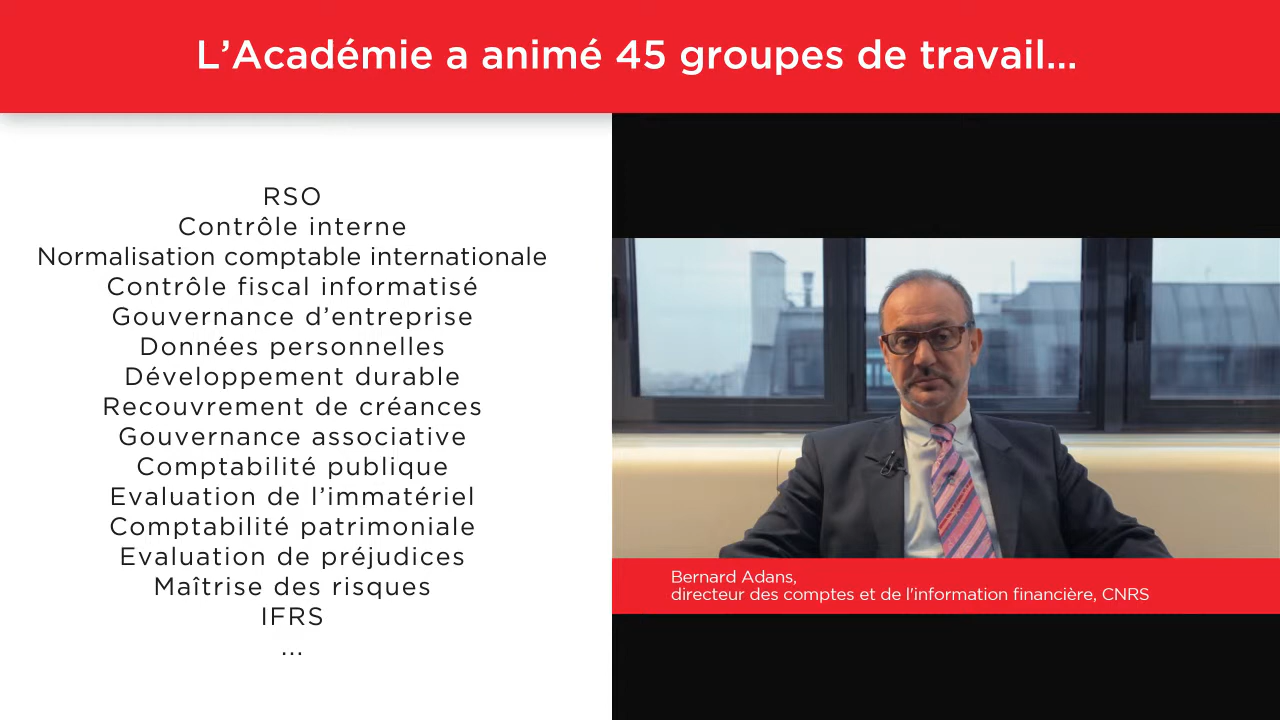 L’Académie a animé 45 groupes de travail...
RSO
Contrôle interne
Normalisation comptable internationale
Contrôle fiscal informatisé
Gouvernance d’entreprise
Données personnelles
Développement durable
Recouvrement de créances
Gouvernance associative
Comptabilité publique
Evaluation de l’immatériel
Comptabilité patrimoniale
Evaluation de préjudices
Maîtrise des risques
IFRS
...
Bernard Adans,
directeur des comptes et de l'information financière, CNRS